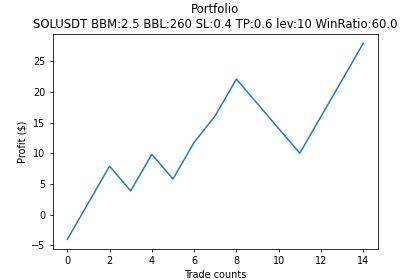 Portfolio
SOLUSDT BBM:2.5 BBL:260 SL:0.4 TP:0.6 lev:10 WinRatio:60.0
25
20
15
10
5
0
−5
Profit ($)
0 2 4 6 8 10 12 14
Trade counts